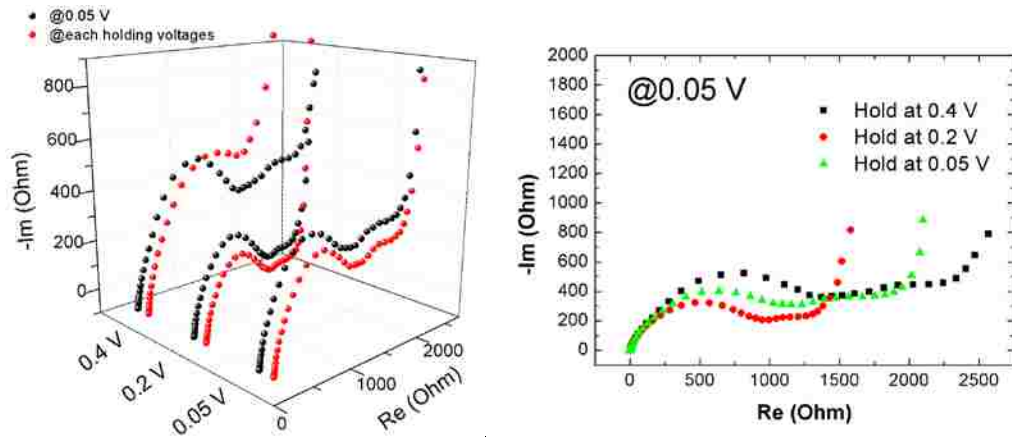 @0.05 V
@each holding voltages
800
600
400
200
0
-Im (Ohm)
0.4 V
0.2 V
0.05 V
0
1000
2000
Re (Ohm)
2000
1800
1600
1400
1200
1000
800
600
400
200
0
-Im (Ohm)
@0.05 V
Hold at 0.4 V
Hold at 0.2 V
Hold at 0.05 V
0 500 1000 1500 2000 2500
Re (Ohm)